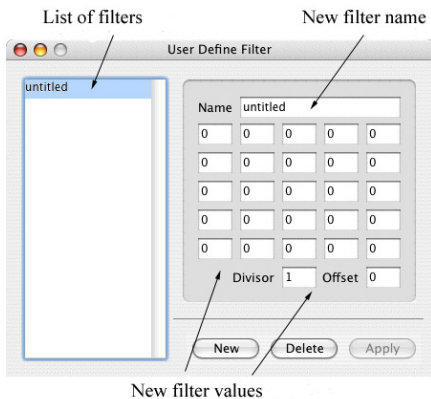 List of filters New filter name
User Define Filter
untitled
Name untitled
0 0 0 0 0
0 0 0 0 0
0 0 0 0 0
0 0 0 0 0
0 0 0 0 0
Divisor 1 Offset 0
New Delete Apply
New filter values